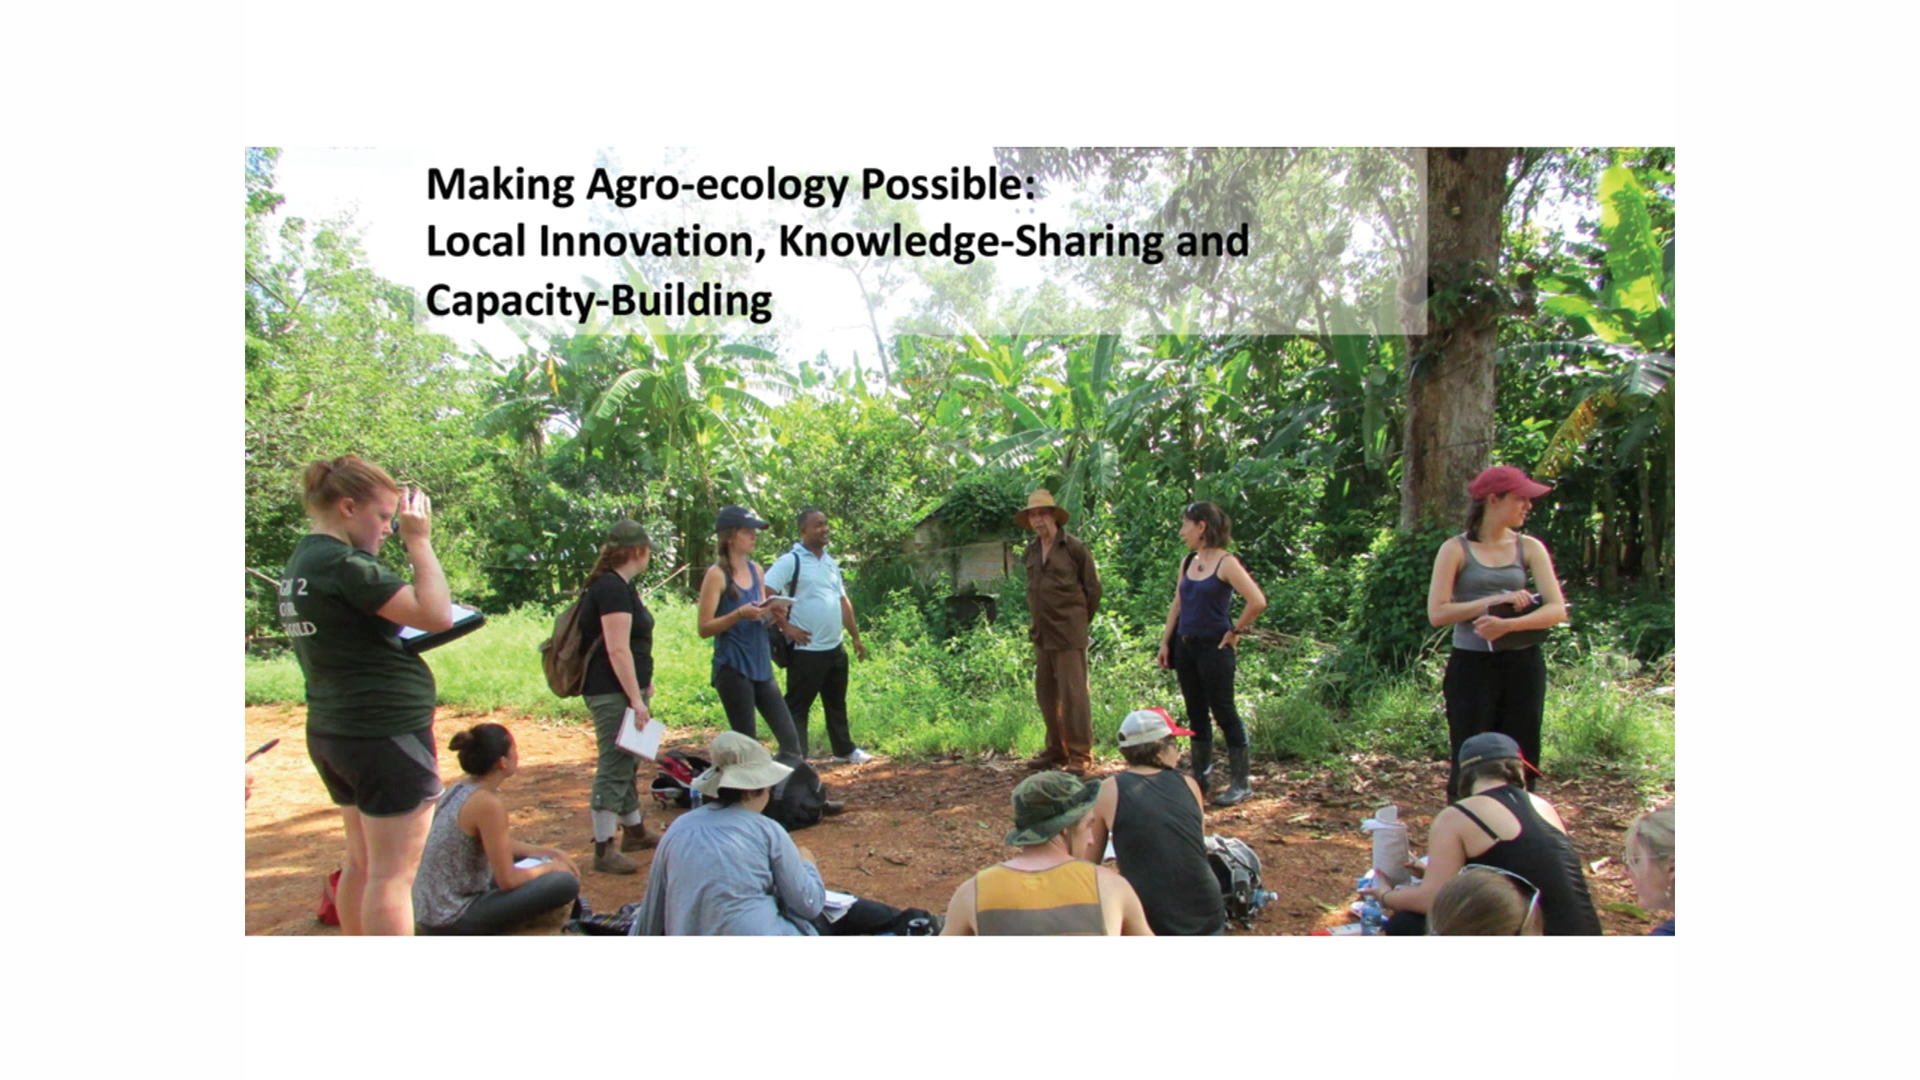 Making Agro-ecology Possible:
Local Innovation, Knowledge-Sharing and
Capacity-Building